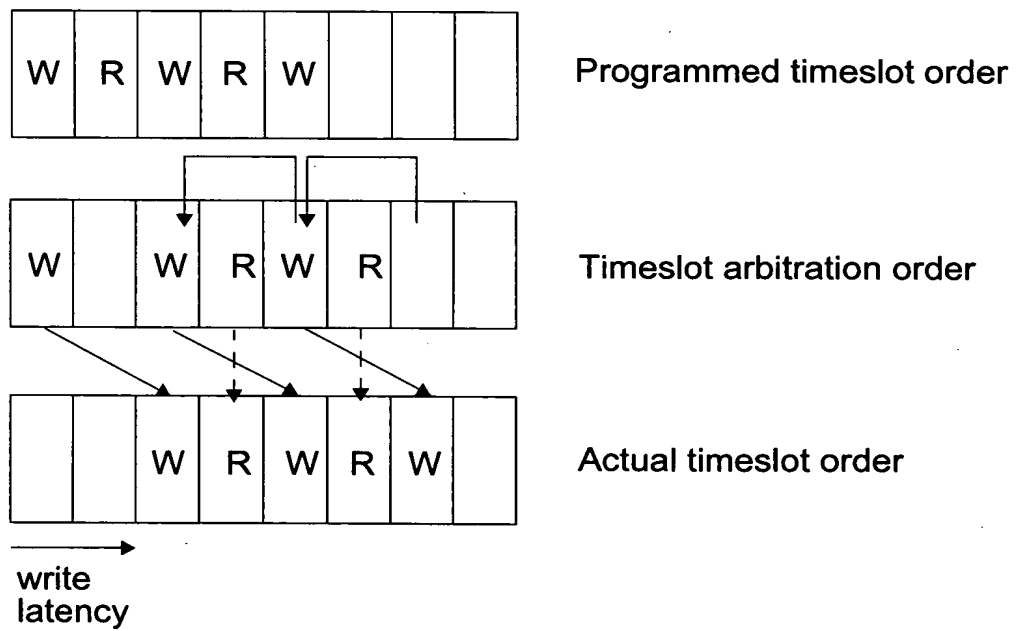 W R W R W
Programmed timeslot order
W W R W R
Timeslot arbitration order
W R W R W
Actual timeslot order
write
latency